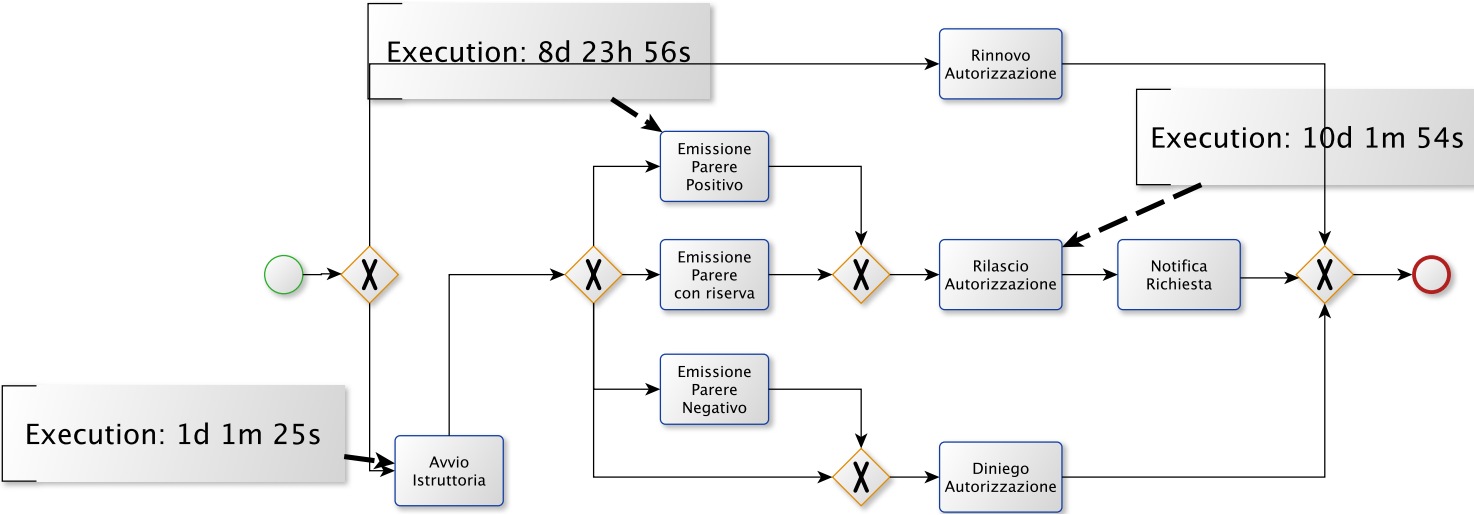 Execution: 8d 23h 56s
Rinnovo
Autorizzazione
Execution: 10d 1m 54s
Emissione
Parere
Positivo
X
X
Emissione
Parere
con riserva
X
Rilascio
Autorizzazione
Notifica
Richiesta
X
Emissione
Parere
Negativo
Execution: 1d 1m 25s
Avvio
Istruttoria
X
Diniego
Autorizzazione